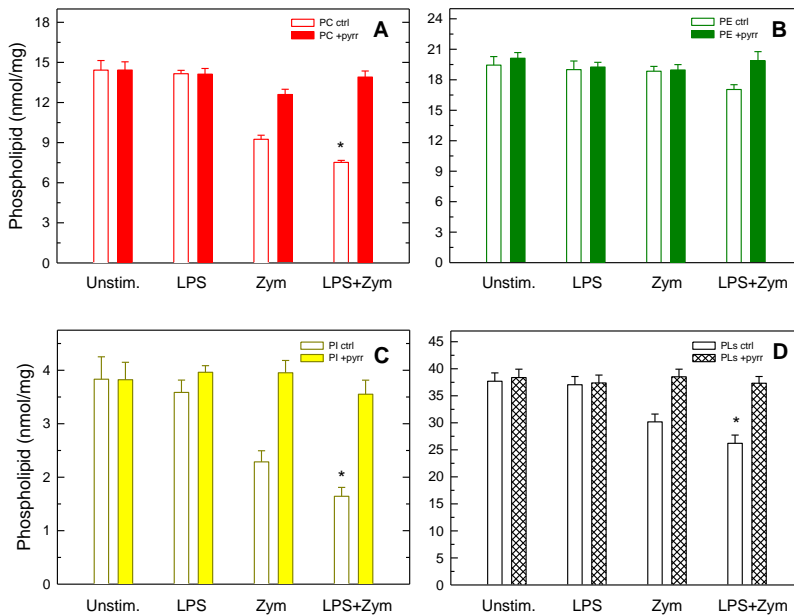 PC ctrl
PC +pyrr
A
18
15
12
9
6
3
0
*
Unstim. LPS Zym LPS+Zym
Phospholipid (nmol/mg)
PE ctrl
PE +pyrr
B
24
21
18
15
12
9
6
3
0
Unstim. LPS Zym LPS+Zym
PI ctrl
PI +pyrr
C
4
3
2
1
0
*
Unstim. LPS Zym LPS+Zym
Phospholipid (nmol/mg)
PLs ctrl
PLs +pyrr
D
45
40
35
30
25
20
15
10
5
0
*
Unstim. LPS Zym LPS+Zym